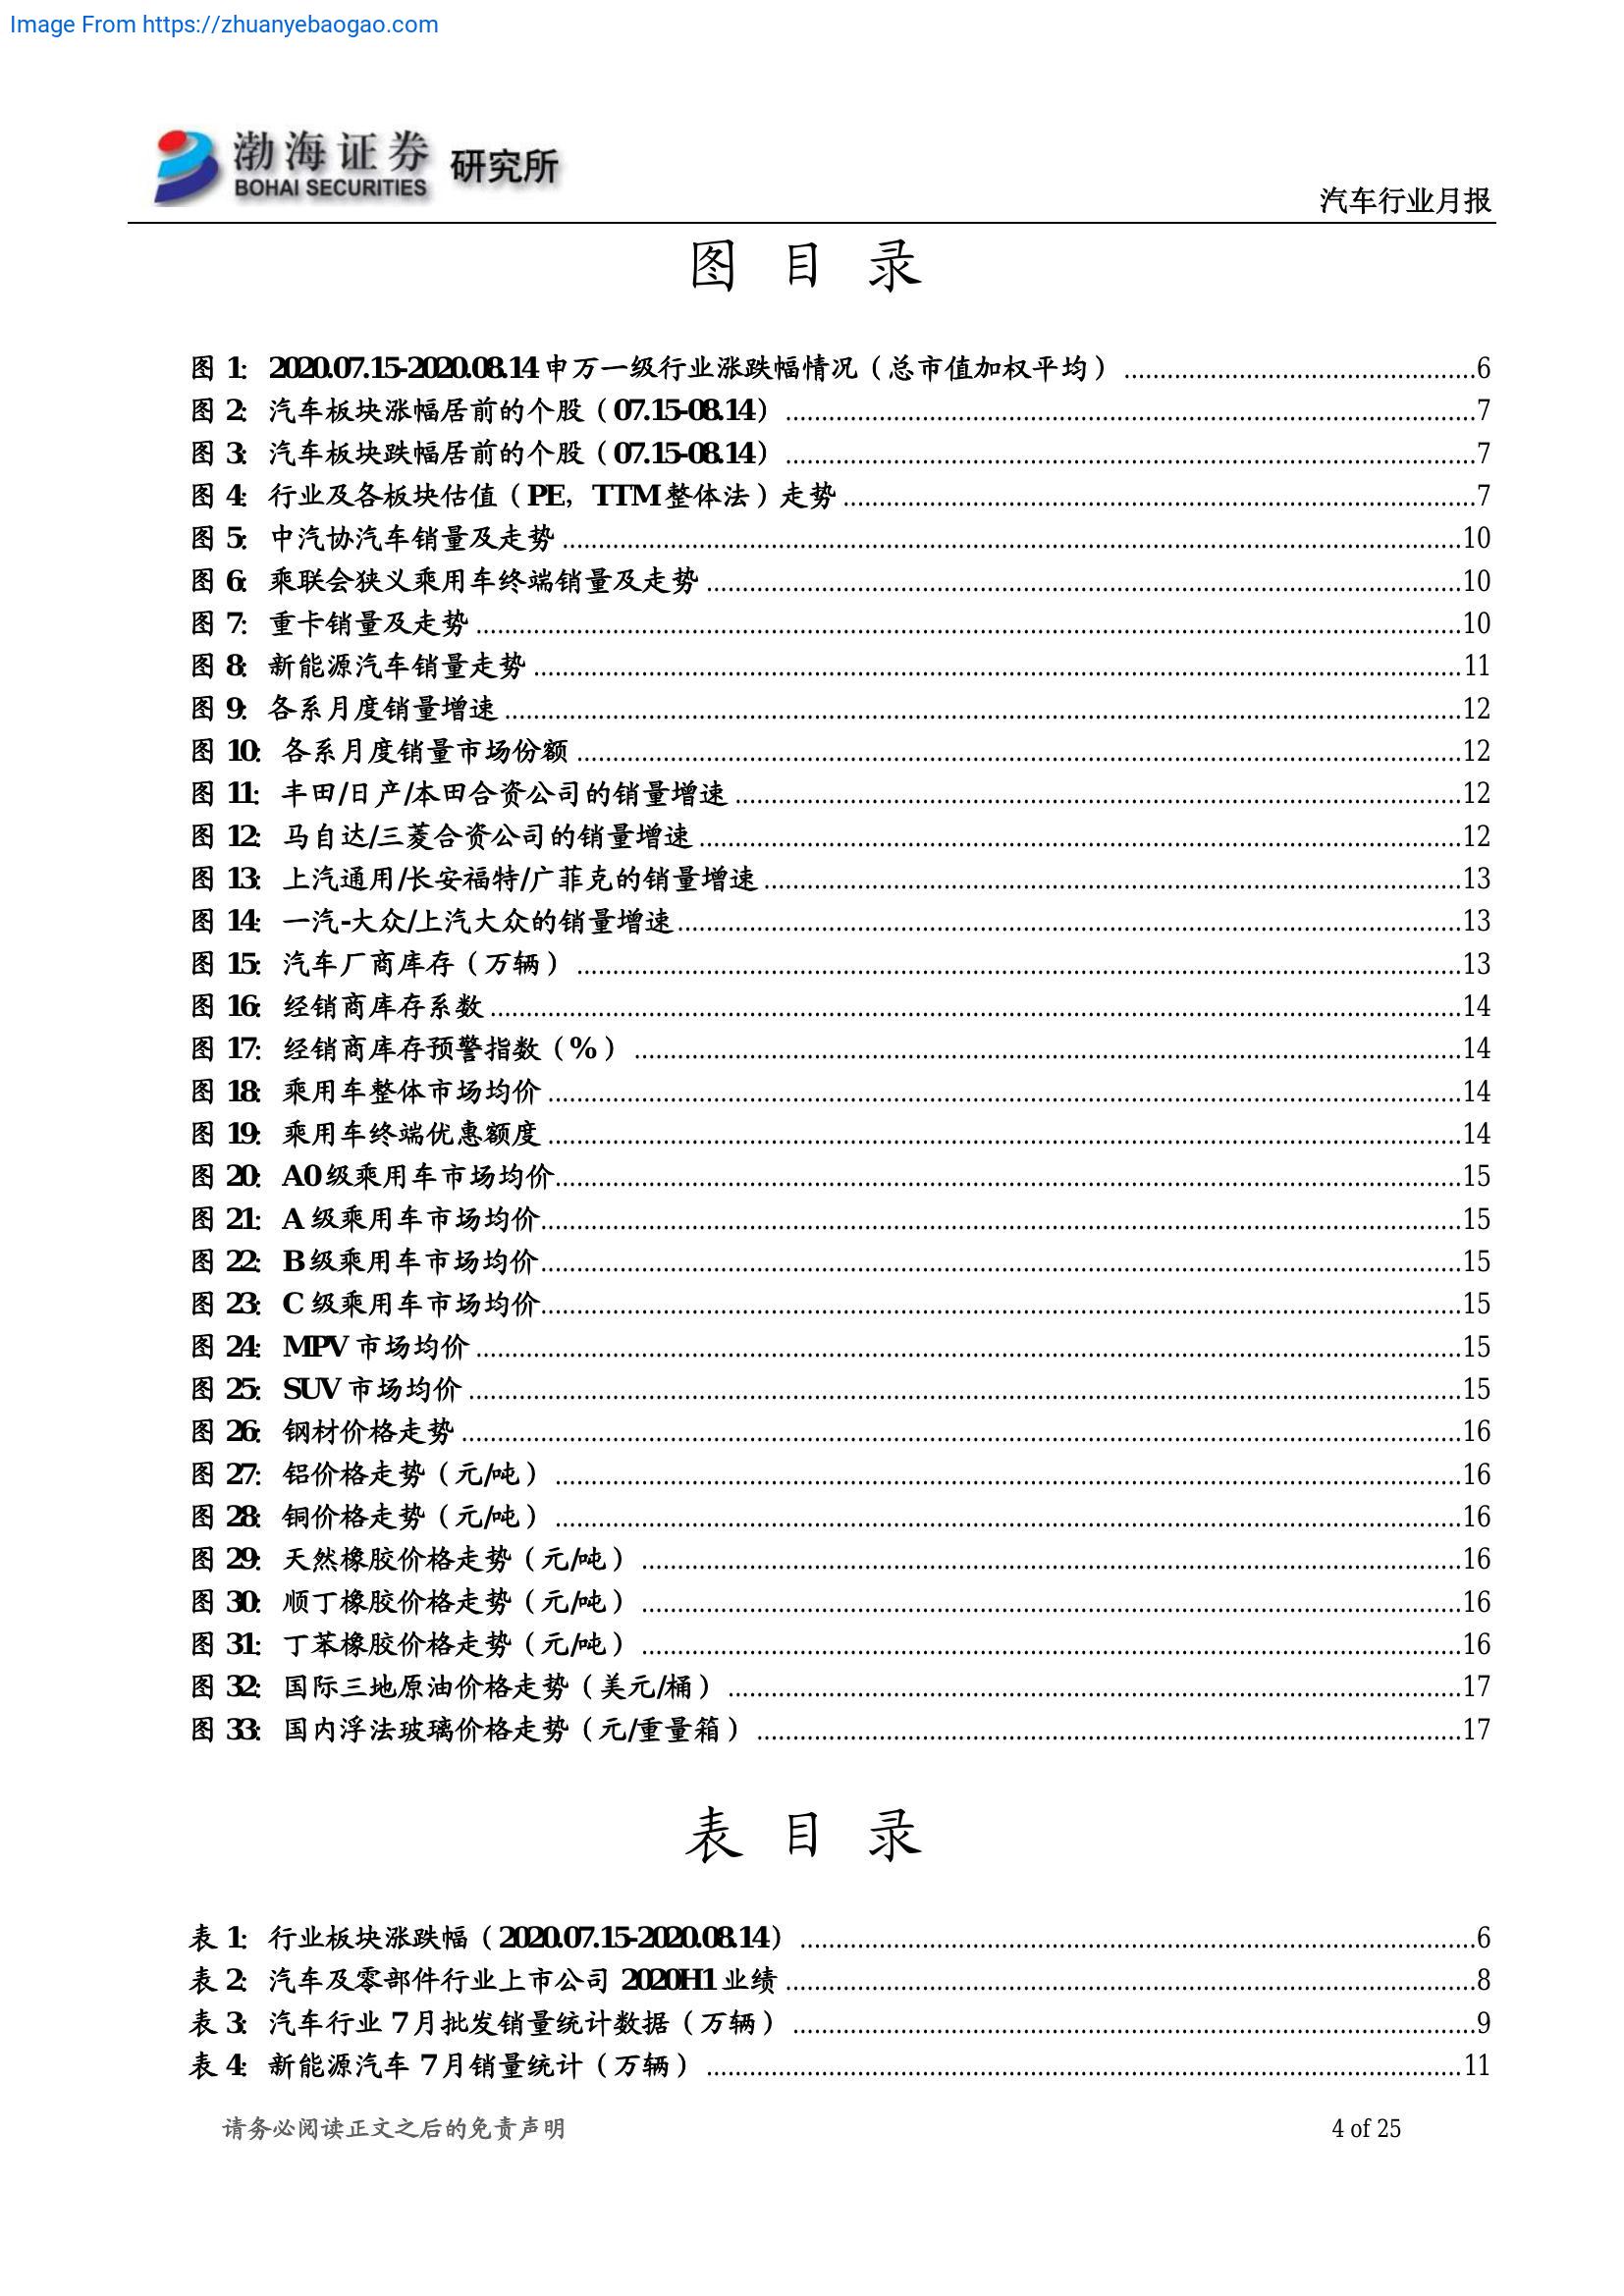 Image From https://zhuanyebaogao.com
渤海证券 研究所
BOHAI SECURITIES
汽车行业月报
图 目 录
图 1：2020.07.15-2020.08.14 申万一级行业涨跌幅情况（总市值加权平均）......6
图 2：汽车板块涨幅居前的个股（07.15-08.14）......7
图 3：汽车板块跌幅居前的个股（07.15-08.14）......7
图 4：行业及各板块估值（PE，TTM 整体法）走势......7
图 5：中汽协汽车销量及走势......10
图 6：乘联会狭义乘用车终端销量及走势......10
图 7：重卡销量及走势......10
图 8：新能源汽车销量走势......11
图 9：各系月度销量增速......12
图 10：各系月度销量市场份额......12
图 11：丰田/日产/本田合资公司的销量增速......12
图 12：马自达/三菱合资公司的销量增速......12
图 13：上汽通用/长安福特/广菲克的销量增速......13
图 14：一汽-大众/上汽大众的销量增速......13
图 15：汽车厂商库存（万辆）......13
图 16：经销商库存系数......14
图 17：经销商库存预警指数（%）......14
图 18：乘用车整体市场均价......14
图 19：乘用车终端优惠额度......14
图 20：A0 级乘用车市场均价......15
图 21：A 级乘用车市场均价......15
图 22：B 级乘用车市场均价......15
图 23：C 级乘用车市场均价......15
图 24：MPV 市场均价......15
图 25：SUV 市场均价......15
图 26：钢材价格走势......16
图 27：铝价格走势（元/吨）......16
图 28：铜价格走势（元/吨）......16
图 29：天然橡胶价格走势（元/吨）......16
图 30：顺丁橡胶价格走势（元/吨）......16
图 31：丁苯橡胶价格走势（元/吨）......16
图 32：国际三地原油价格走势（美元/桶）......17
图 33：国内浮法玻璃价格走势（元/重量箱）......17
表 目 录
表 1：行业板块涨跌幅（2020.07.15-2020.08.14）......6
表 2：汽车及零部件行业上市公司 2020H1 业绩......8
表 3：汽车行业 7 月批发销量统计数据（万辆）......9
表 4：新能源汽车 7 月销量统计（万辆）......11
请务必阅读正文之后的免责声明
4 of 25